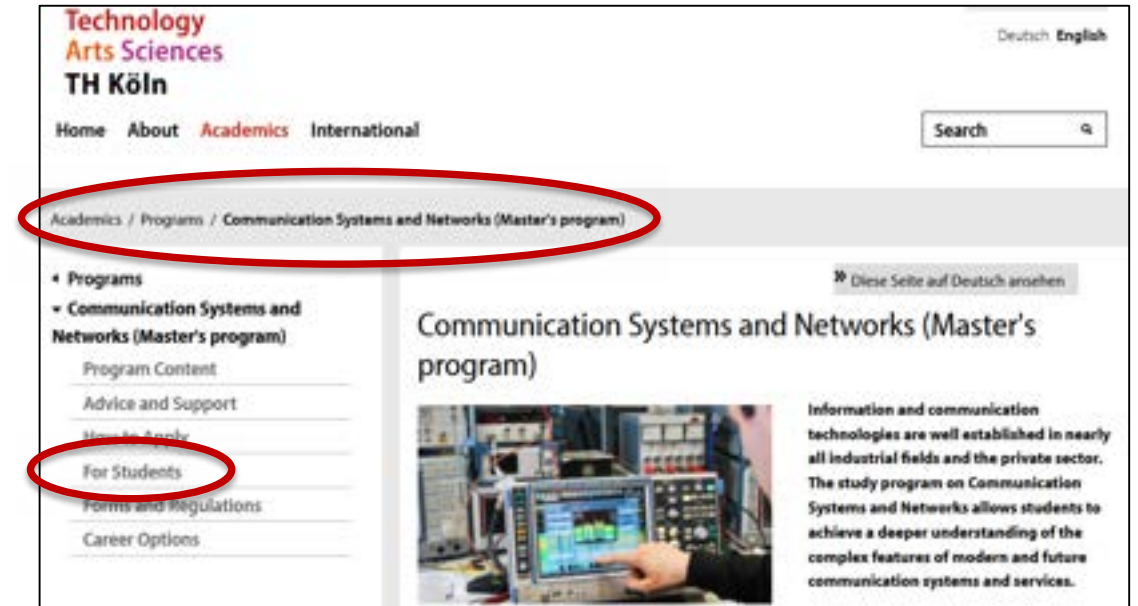 Technology
Arts Sciences
TH Köln
Deutsch English
Home About Academics International
Search
Academics / Programs / Communication Systems and Networks (Master's program)
Programs
Communication Systems and
Networks (Master's program)
Program Content
Advice and Support
How to Apply
For Students
Forms and Regulations
Career Options
» Diese Seite auf Deutsch ansehen
Communication Systems and Networks (Master's
program)
Information and communication
technologies are well established in nearly
all industrial fields and the private sector.
The study program on Communication
Systems and Networks allows students to
achieve a deeper understanding of the
complex features of modern and future
communication systems and services.